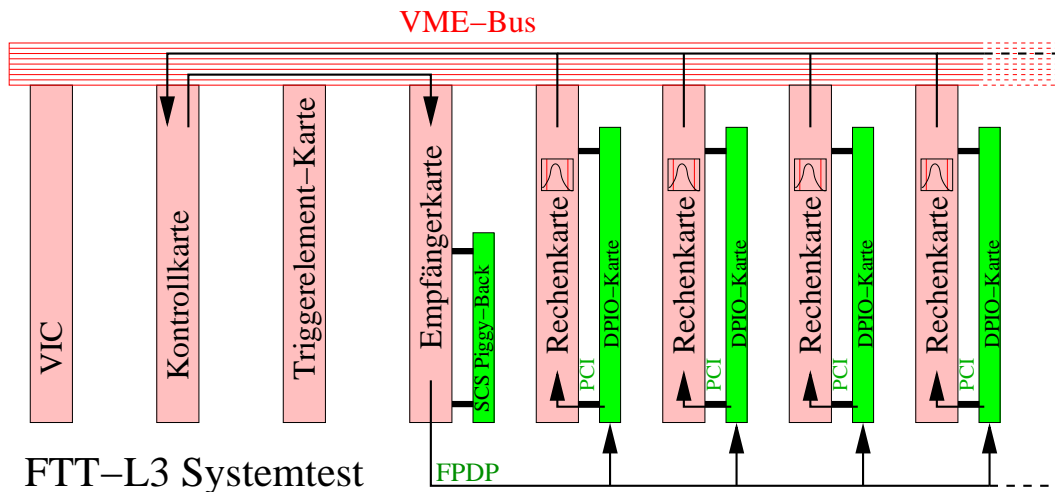 VME–Bus
VIC
Kontrollkarte
Triggerelement–Karte
Empfängerkarte
SCS Piggy–Back
Rechenkarte
PCI
DPIO–Karte
Rechenkarte
PCI
DPIO–Karte
Rechenkarte
PCI
DPIO–Karte
Rechenkarte
PCI
DPIO–Karte
FTT–L3 Systemtest
FPDP